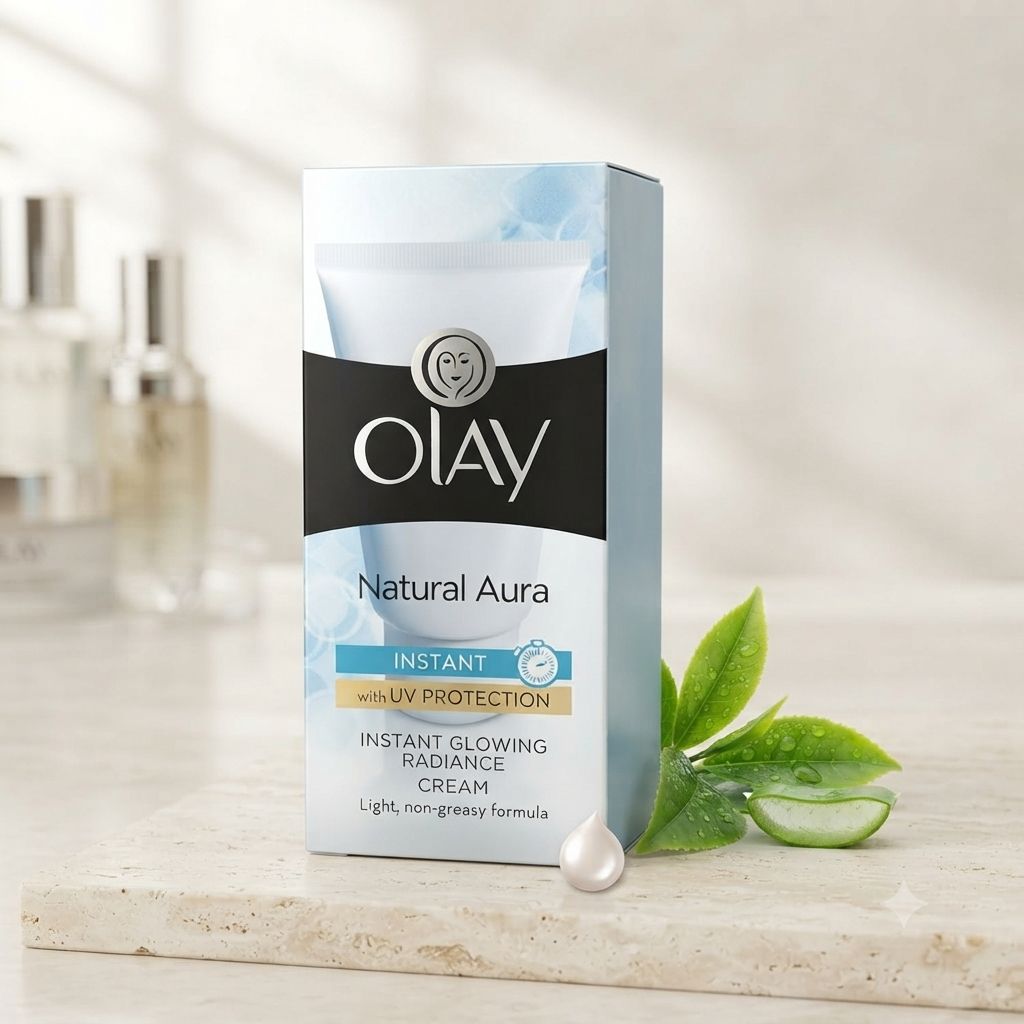 OLAY
Natural Aura
INSTANT
with UV PROTECTION
INSTANT GLOWING
RADIANCE
CREAM
Light, non-greasy formula